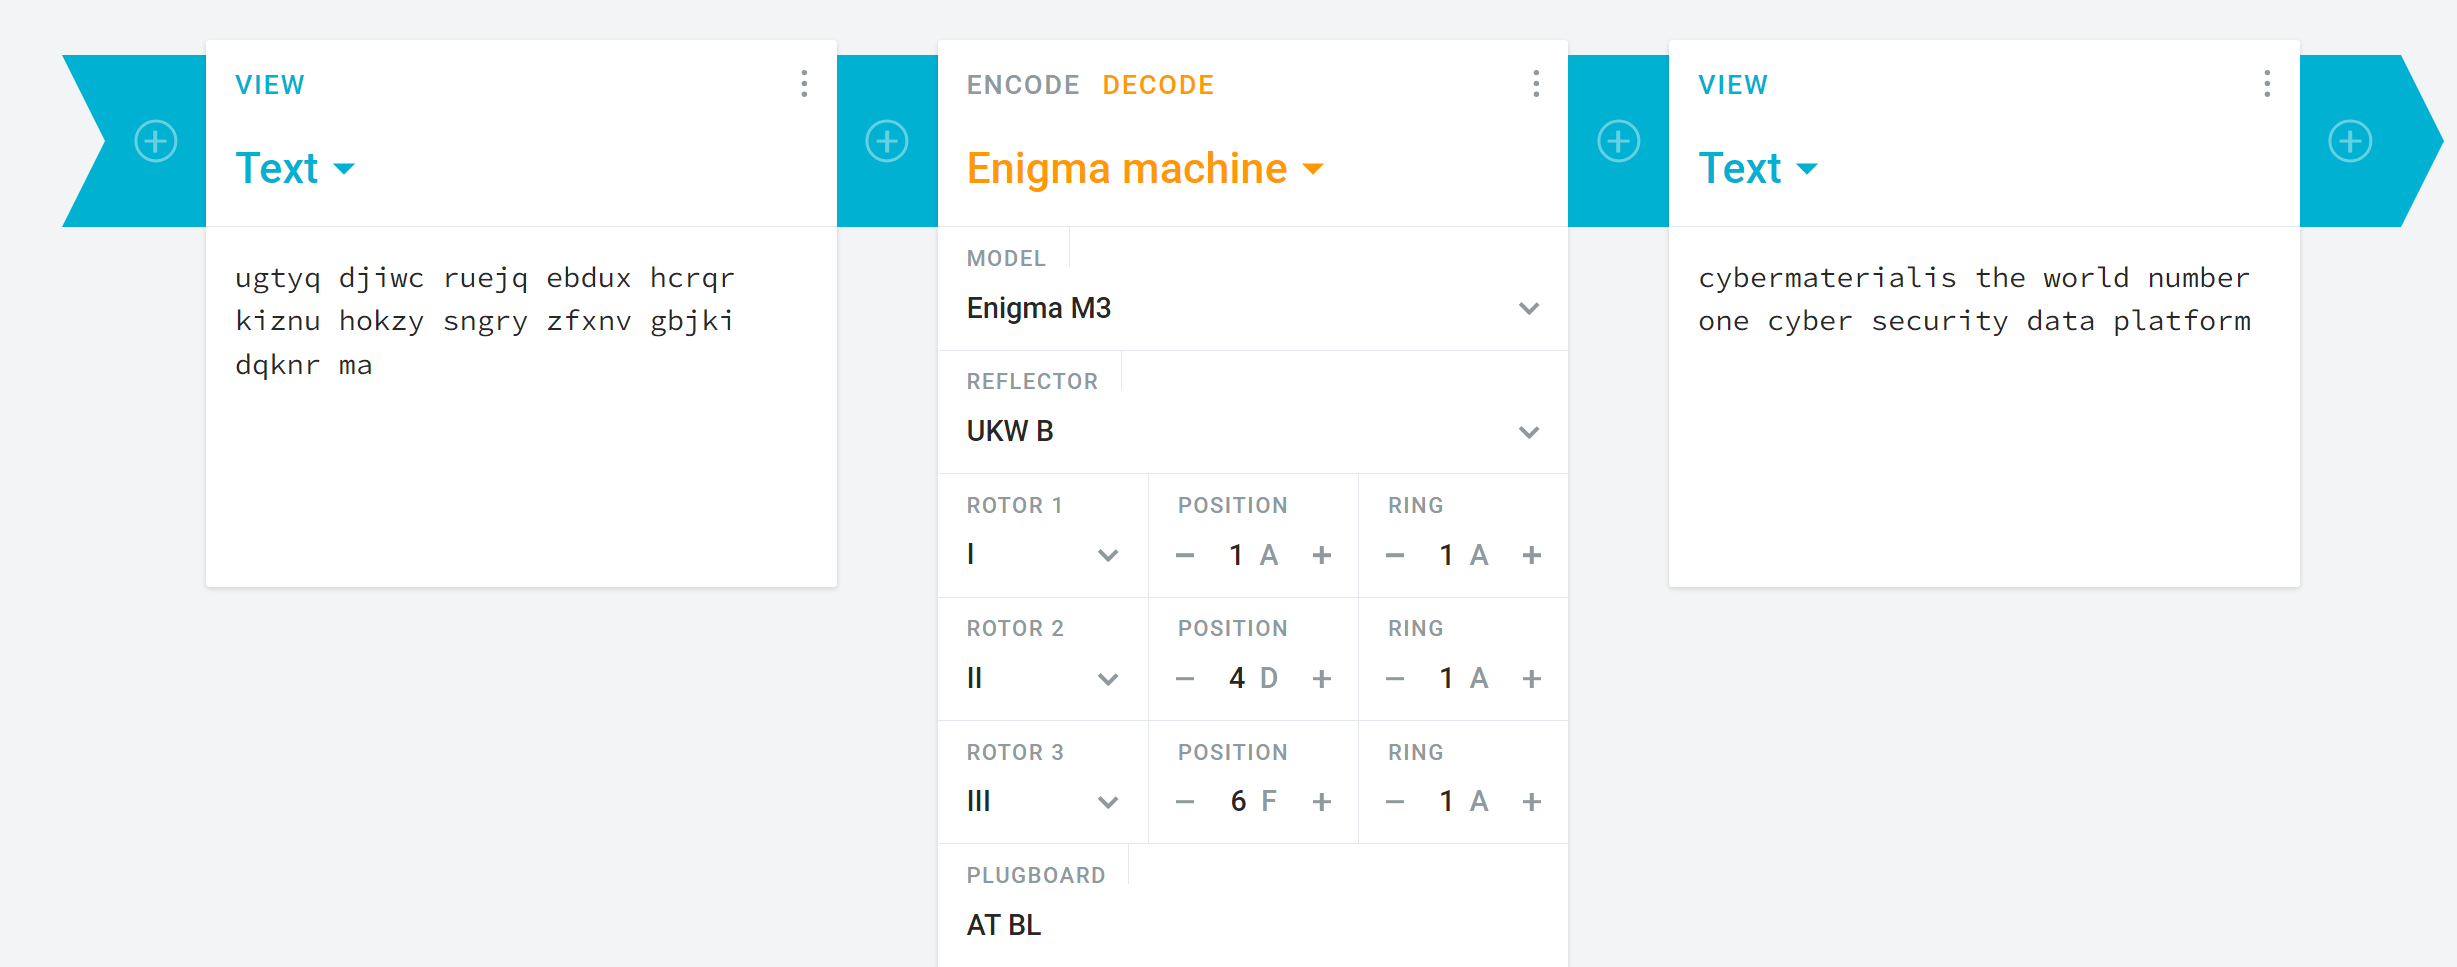 VIEW
Text
ugtyq djiwc ruejq ebdux hcrqr
kiznu hokzy sngry zfxnv gbjki
dqknr ma
ENCODE DECODE
Enigma machine
MODEL
Enigma M3
REFLECTOR
UKW B
ROTOR 1 POSITION RING
I − 1 A + − 1 A +
ROTOR 2 POSITION RING
II − 4 D + − 1 A +
ROTOR 3 POSITION RING
III − 6 F + − 1 A +
PLUGBOARD
AT BL
VIEW
Text
cybermaterialis the world number
one cyber security data platform